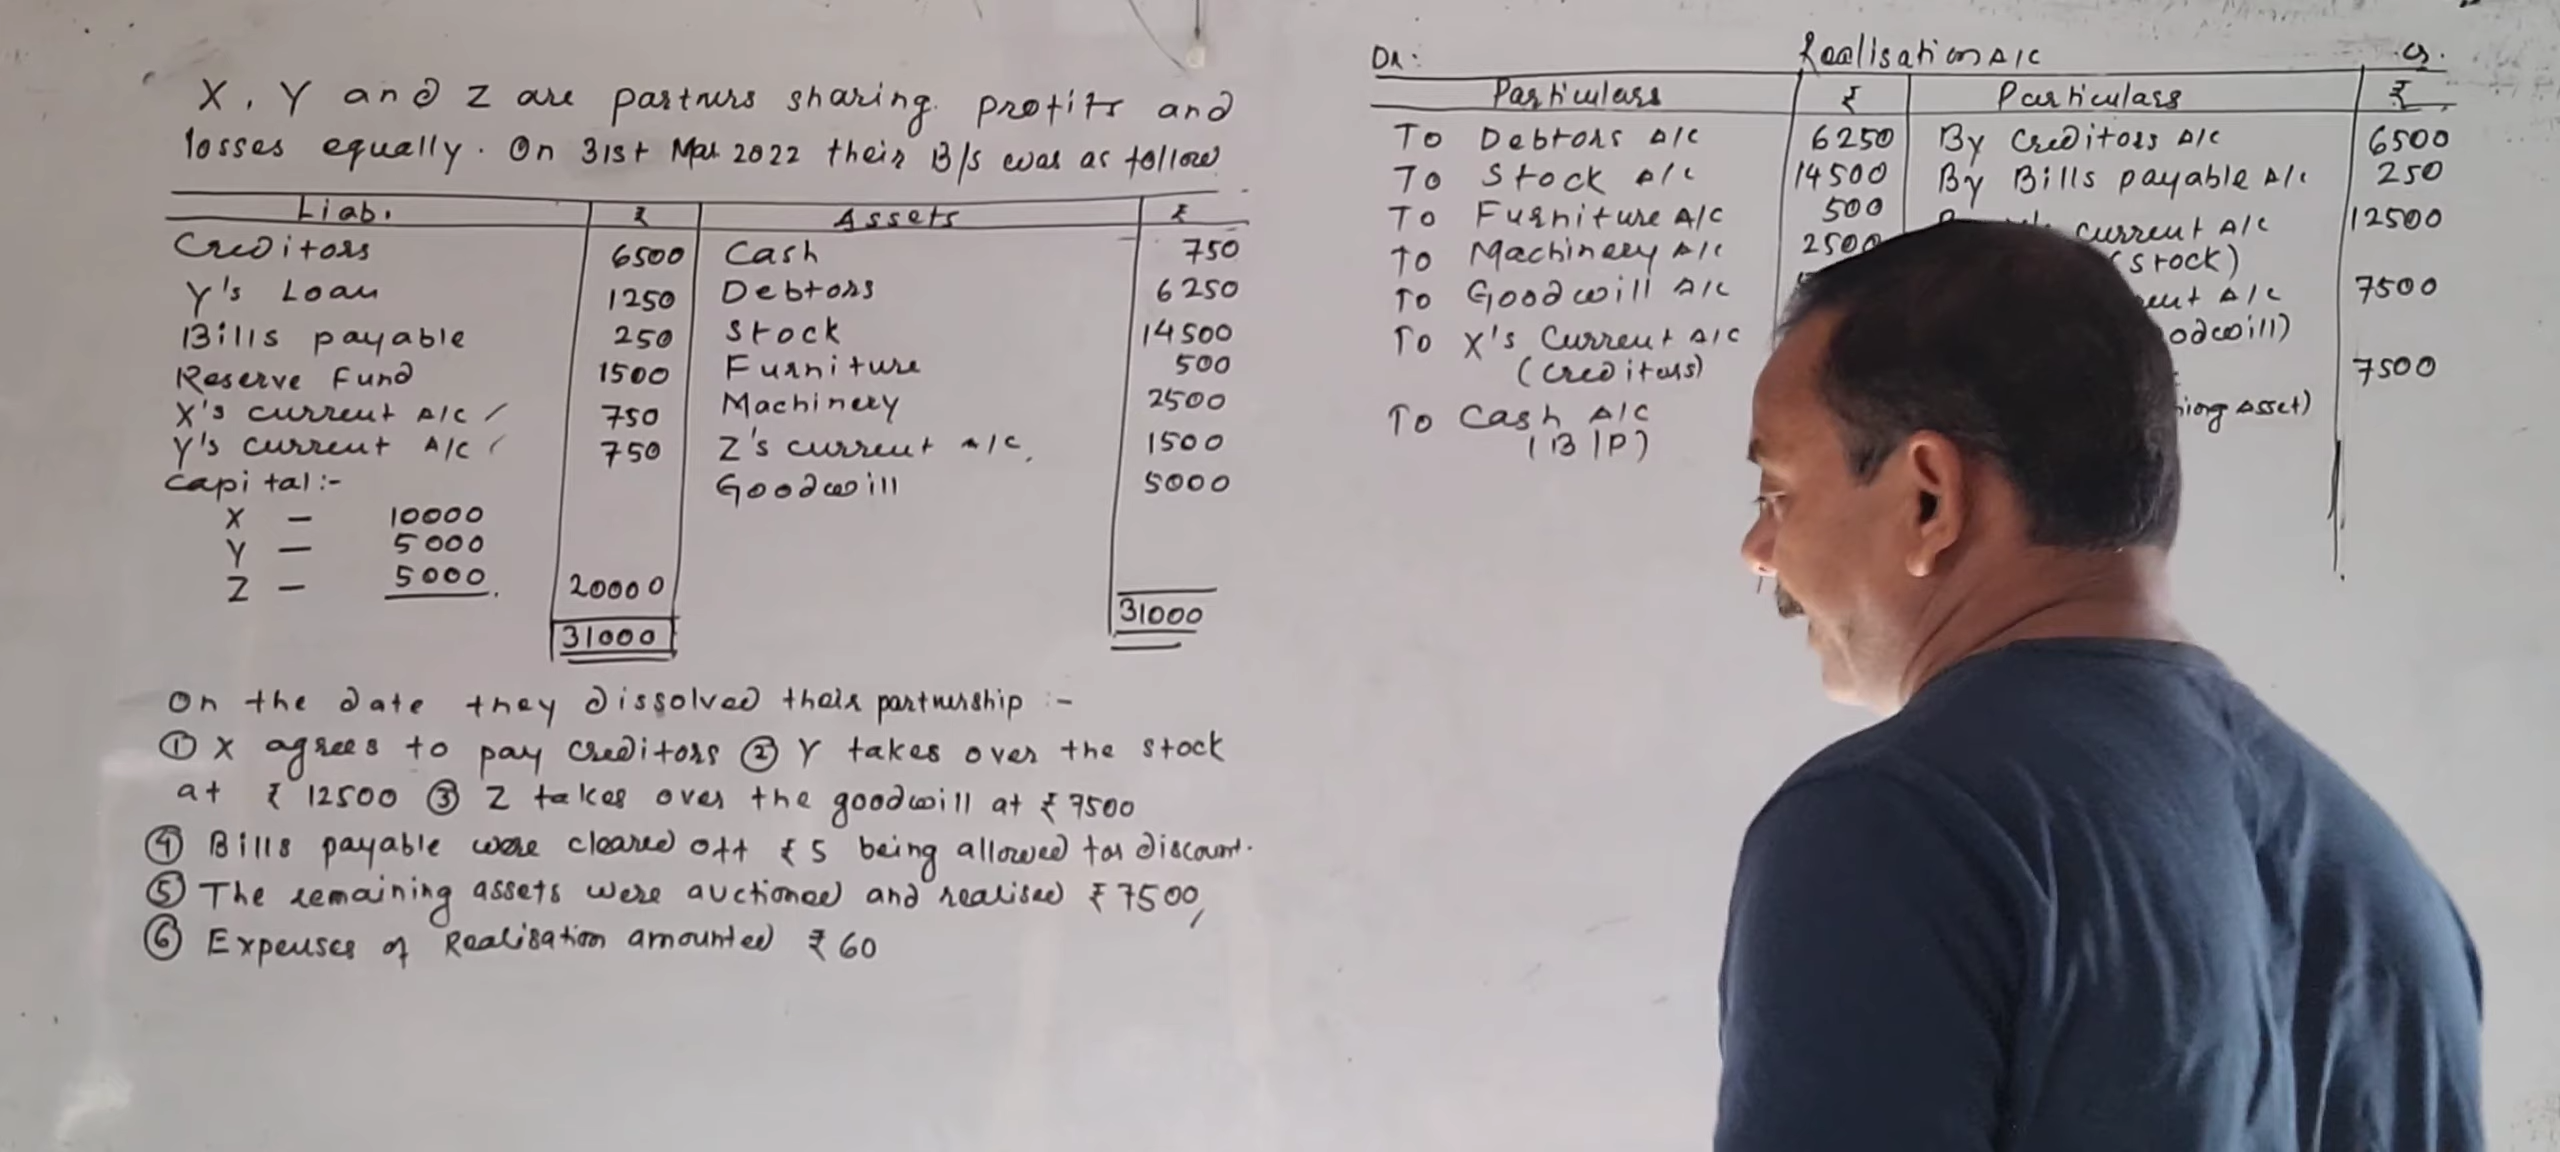 X, Y and Z are partners sharing profits and
losses equally. On 31st Mar 2022 their B/s was as follow
Liab. ₹ Assets ₹
Creditors 6500 Cash 750
Y's Loan 1250 Debtors 6250
Bills payable 250 Stock 14500
Reserve Fund 1500 Furniture 500
X's current A/c 750 Machinery 2500
Y's current A/c 750 Z's current A/c 1500
Capital:- Goodwill 5000
X - 10000
Y - 5000
Z - 5000 20000
31000 31000
On the date they dissolved their partnership :-
① X agrees to pay creditors ② Y takes over the stock
at ₹ 12500 ③ Z takes over the goodwill at ₹ 7500
④ Bills payable were cleared off ₹ 5 being allowed for discount.
⑤ The remaining assets were auctioned and realised ₹ 7500
⑥ Expenses of Realisation amounted ₹ 60
Dr. Realisation A/C Cr.
Particulars ₹ Particulars ₹
To Debtors A/c 6250 By Creditors A/c 6500
To Stock A/c 14500 By Bills payable A/c 250
To Furniture A/C 500 current A/c 12500
To Machinery A/c 2500 (stock)
To Goodwill A/c A/c 7500
To X's Current A/C
(Creditors) 7500
To Cash A/C Asset)
(B/P)